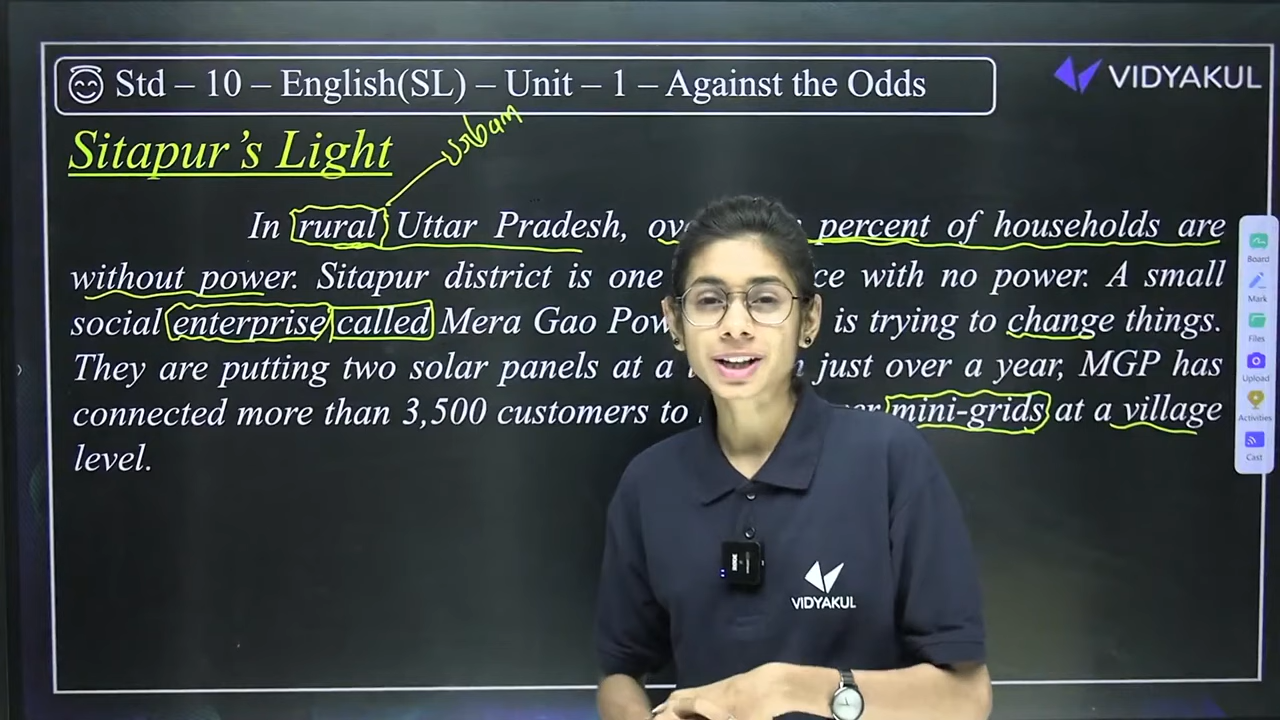 Std – 10 – English(SL) – Unit – 1 – Against the Odds
VIDYAKUL
Sitapur's Light
urban
In rural Uttar Pradesh, percent of households are
without power. Sitapur district is one with no power. A small
social enterprise called Mera Gao is trying to change things.
They are putting two solar panels at a just over a year, MGP has
connected more than 3,500 customers to mini-grids at a village
level.
Board
Mark
Files
Upload
Activities
Cast
VIDYAKUL